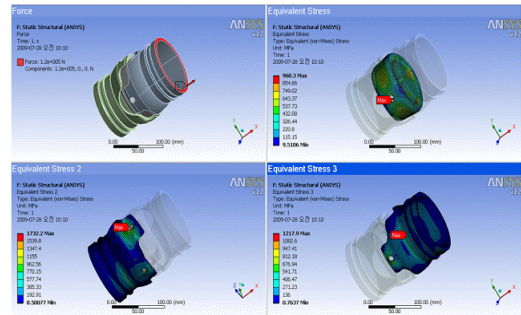 Force
F: Static Structural (ANSYS)
Force
Time: 1. s
2009-07-28 오전 10:10
Force: 1.2e+005 N
Components: 1.2e+005, 0., 0. N
ANSYS
0.00
100.00 (mm)
50.00
Y
Z
X
Equivalent Stress
F: Static Structural (ANSYS)
Equivalent Stress
Type: Equivalent (von-Mises) Stress
Unit: MPa
Time: 1
2009-07-28 오전 10:10
960.3 Max
854.66
749.02
643.37
537.73
432.08
326.44
220.8
115.15
9.5106 Min
Max
ANSYS
0.00
100.00 (mm)
50.00
Y
Z
X
Equivalent Stress 2
F: Static Structural (ANSYS)
Equivalent Stress 2
Type: Equivalent (von-Mises) Stress
Unit: MPa
Time: 1
2009-07-28 오전 10:10
1732.2 Max
1539.8
1347.4
1155
962.56
770.15
577.74
385.33
192.91
0.50077 Min
Max
ANSYS
0.00
100.00 (mm)
50.00
Z
Y
X
Equivalent Stress 3
F: Static Structural (ANSYS)
Equivalent Stress 3
Type: Equivalent (von-Mises) Stress
Unit: MPa
Time: 1
2009-07-28 오전 10:10
1217.9 Max
1082.6
947.41
812.18
676.94
541.71
406.47
271.23
136
0.7637 Min
Max
ANSYS
0.00
100.00 (mm)
50.00
Y
Z
X